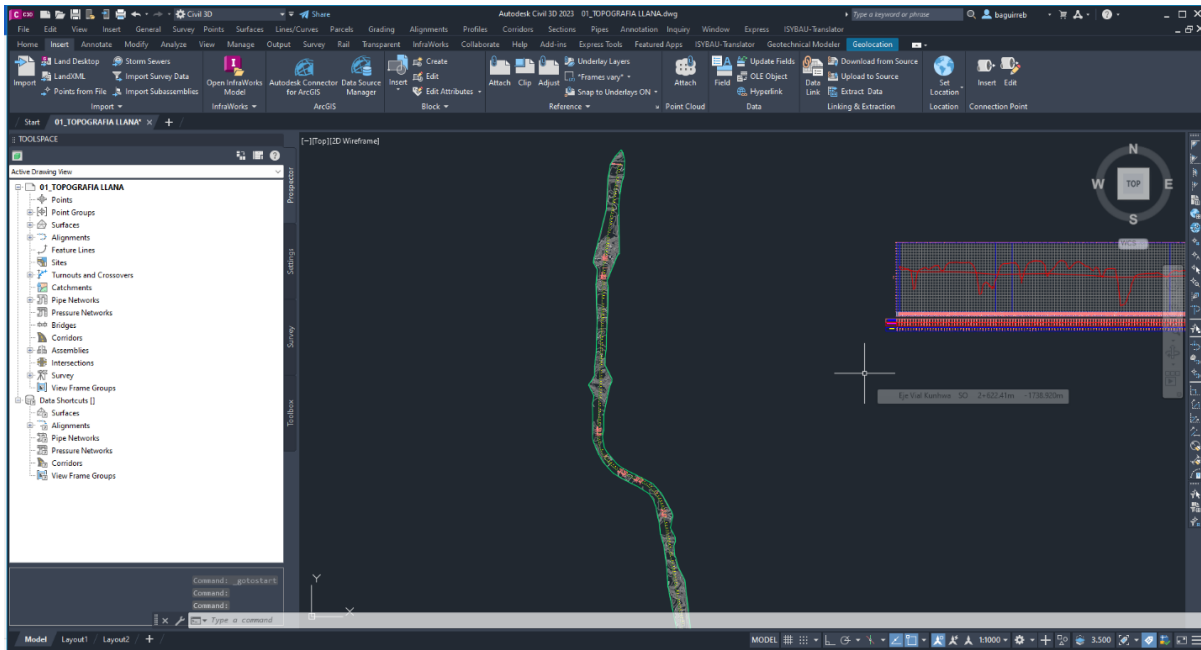 C3D Civil 3D Share Autodesk Civil 3D 2023 01_TOPOGRAFIA LLANA.dwg Type a keyword or phrase baguirreb
File Edit View Insert General Survey Points Surfaces Lines/Curves Parcels Grading Alignments Profiles Corridors Sections Pipes Annotation Inquiry Window Express ISYBAU-Translator
Home Insert Annotate Modify Analyze View Manage Output Survey Rail Transparent InfraWorks Collaborate Help Add-ins Express Tools Featured Apps ISYBAU-Translator Geotechnical Modeler Geolocation
Land Desktop Storm Sewers Create Underlay Layers Update Fields Download from Source
LandXML Import Survey Data Edit *Frames vary* OLE Object Upload to Source
Points from File Import Subassemblies Edit Attributes Snap to Underlays ON Hyperlink Extract Data
Import Open InfraWorks Model Autodesk Connector for ArcGIS Data Source Manager Insert Attach Clip Adjust Attach Field Data Link Set Location Insert Edit
Import InfraWorks ArcGIS Block Reference Point Cloud Data Linking & Extraction Location Connection Point
Start 01_TOPOGRAFIA LLANA*
TOOLSPACE
[−][Top][2D Wireframe]
Active Drawing View
01_TOPOGRAFIA LLANA
Points
Point Groups
Surfaces
Alignments
Feature Lines
Sites
Turnouts and Crossovers
Catchments
Pipe Networks
Pressure Networks
Bridges
Corridors
Assemblies
Intersections
Survey
View Frame Groups
Data Shortcuts []
Surfaces
Alignments
Pipe Networks
Pressure Networks
Corridors
View Frame Groups
Prospector
Settings
Survey
Toolbox
N
W TOP E
S
WCS
Y
X
Command: _gotostart
Command:
Command:
Type a command
Model Layout1 Layout2 MODEL 1:1000 3.500